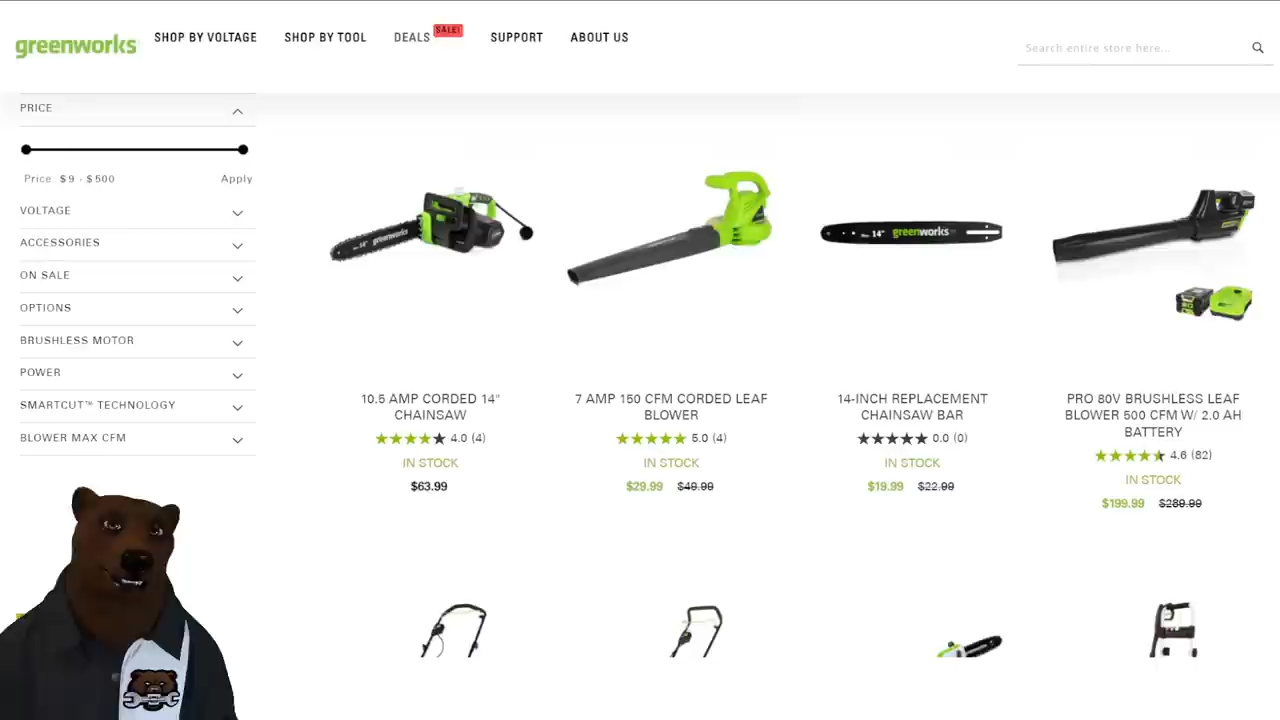 greenworks
SHOP BY VOLTAGE
SHOP BY TOOL
DEALS
SALE!
SUPPORT
ABOUT US
Search entire store here...
PRICE
Price: $9 - $500
Apply
VOLTAGE
ACCESSORIES
ON SALE
OPTIONS
BRUSHLESS MOTOR
POWER
SMARTCUT™ TECHNOLOGY
BLOWER MAX CFM
14"
greenworks
10.5 AMP CORDED 14"
CHAINSAW
4.0 (4)
IN STOCK
$63.99
7 AMP 150 CFM CORDED LEAF
BLOWER
5.0 (4)
IN STOCK
$29.99 $49.99
14" greenworks
14-INCH REPLACEMENT
CHAINSAW BAR
0.0 (0)
IN STOCK
$19.99 $22.99
PRO 80V BRUSHLESS LEAF
BLOWER 500 CFM W/ 2.0 AH
BATTERY
4.6 (82)
IN STOCK
$199.99 $289.99